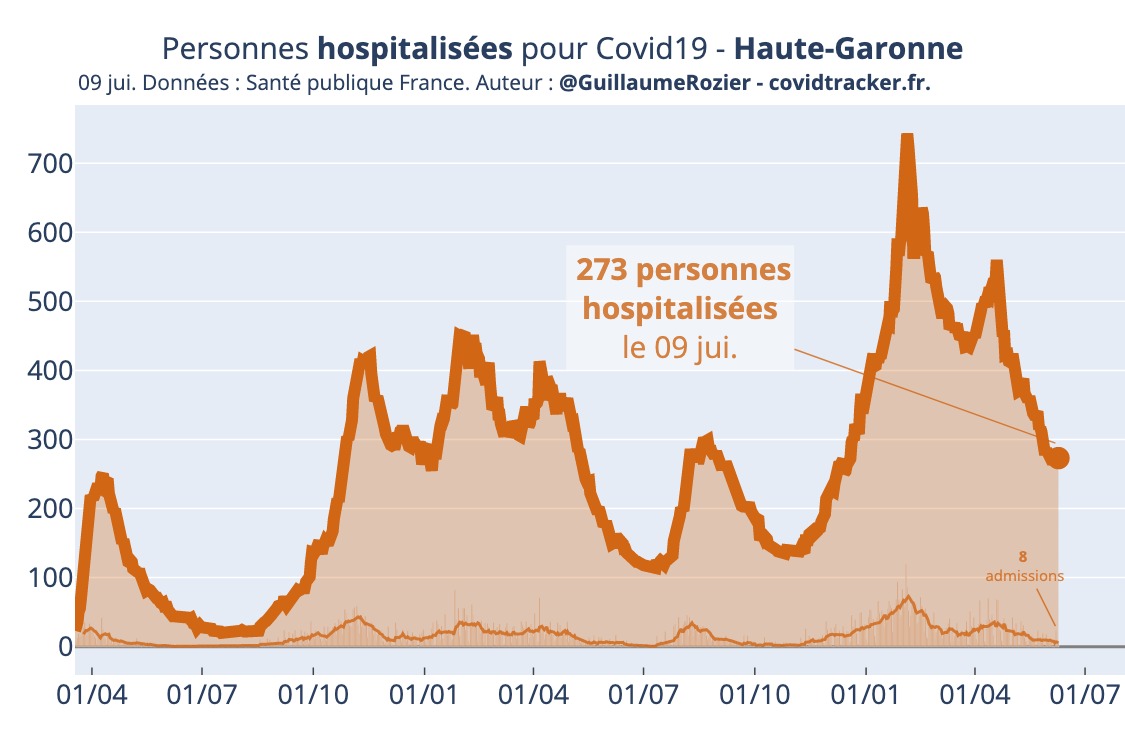 Personnes hospitalisées pour Covid19 - Haute-Garonne
09 jui. Données : Santé publique France. Auteur : @GuillaumeRozier - covidtracker.fr.
700
600
500
400
300
200
100
0
273 personnes
hospitalisées
le 09 jui.
8
admissions
01/04 01/07 01/10 01/01 01/04 01/07 01/10 01/01 01/04 01/07